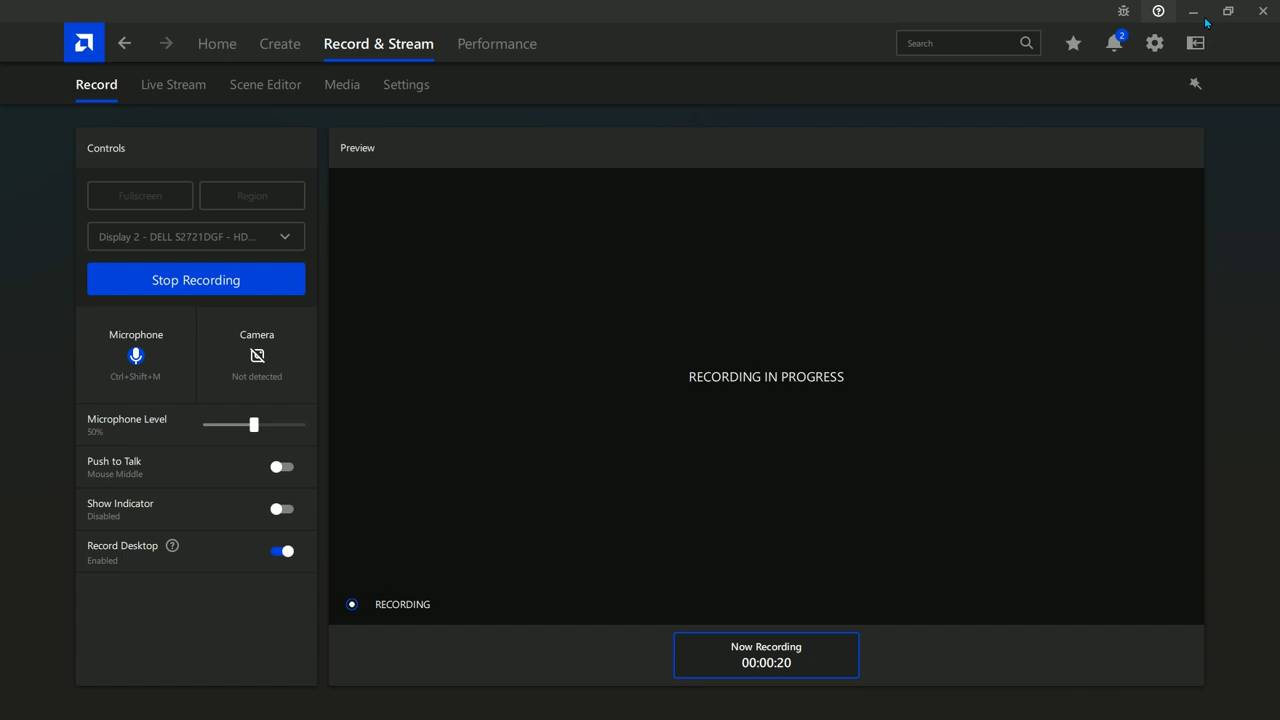 Home
Create
Record & Stream
Performance
Search
2
Record
Live Stream
Scene Editor
Media
Settings
Controls
Preview
Fullscreen
Region
Display 2 - DELL S2721DGF - HD...
Stop Recording
Microphone
Camera
Ctrl+Shift+M
Not detected
Microphone Level
50%
Push to Talk
Mouse Middle
Show Indicator
Disabled
Record Desktop
Enabled
RECORDING IN PROGRESS
RECORDING
Now Recording
00:00:20